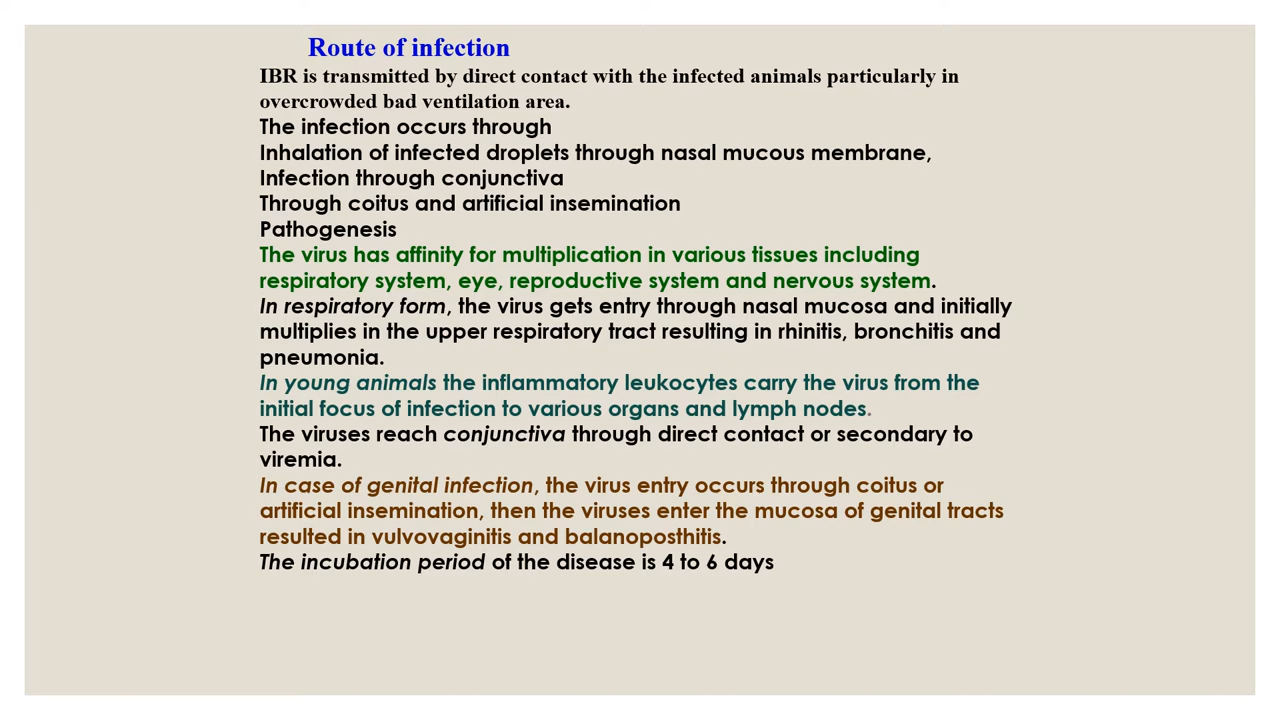 Route of infection
IBR is transmitted by direct contact with the infected animals particularly in
overcrowded bad ventilation area.
The infection occurs through
Inhalation of infected droplets through nasal mucous membrane,
Infection through conjunctiva
Through coitus and artificial insemination
Pathogenesis
The virus has affinity for multiplication in various tissues including
respiratory system, eye, reproductive system and nervous system.
In respiratory form, the virus gets entry through nasal mucosa and initially
multiplies in the upper respiratory tract resulting in rhinitis, bronchitis and
pneumonia.
In young animals the inflammatory leukocytes carry the virus from the
initial focus of infection to various organs and lymph nodes.
The viruses reach conjunctiva through direct contact or secondary to
viremia.
In case of genital infection, the virus entry occurs through coitus or
artificial insemination, then the viruses enter the mucosa of genital tracts
resulted in vulvovaginitis and balanoposthitis.
The incubation period of the disease is 4 to 6 days